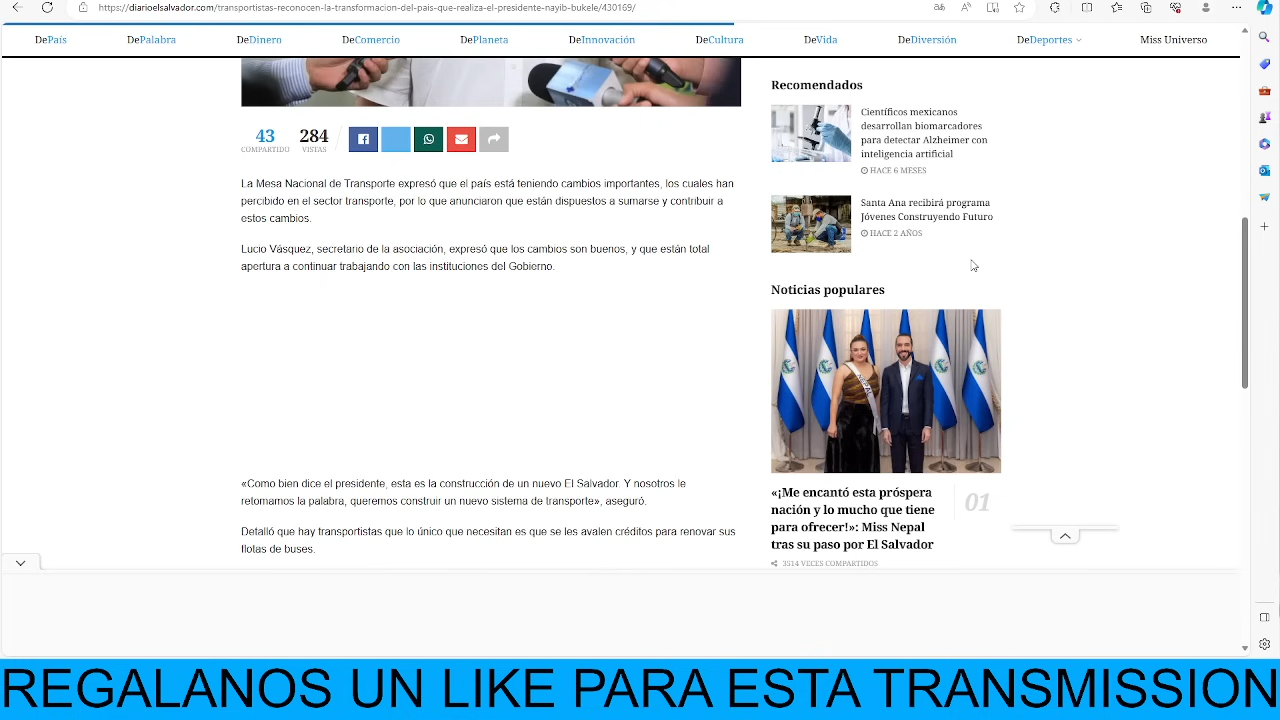 https://diarioelsalvador.com/transportistas-reconocen-la-transformacion-del-pais-que-realiza-el-presidente-nayib-bukele/430169/
DePaís DePalabra DeDinero DeComercio DePlaneta DeInnovación DeCultura DeVida DeDiversión DeDeportes Miss Universo
43
COMPARTIDO
284
VISTAS
La Mesa Nacional de Transporte expresó que el país está teniendo cambios importantes, los cuales han
percibido en el sector transporte, por lo que anunciaron que están dispuestos a sumarse y contribuir a
estos cambios.
Lucio Vásquez, secretario de la asociación, expresó que los cambios son buenos, y que están total
apertura a continuar trabajando con las instituciones del Gobierno.
«Como bien dice el presidente, esta es la construcción de un nuevo El Salvador. Y nosotros le
retomamos la palabra, queremos construir un nuevo sistema de transporte», aseguró.
Detalló que hay transportistas que lo único que necesitan es que se les avalen créditos para renovar sus
flotas de buses.
Recomendados
Científicos mexicanos
desarrollan biomarcadores
para detectar Alzheimer con
inteligencia artificial
HACE 6 MESES
Santa Ana recibirá programa
Jóvenes Construyendo Futuro
HACE 2 AÑOS
Noticias populares
NEPAL
«¡Me encantó esta próspera
nación y lo mucho que tiene
para ofrecer!»: Miss Nepal
tras su paso por El Salvador
01
3514 VECES COMPARTIDOS
REGALANOS UN LIKE PARA ESTA TRANSMISSION